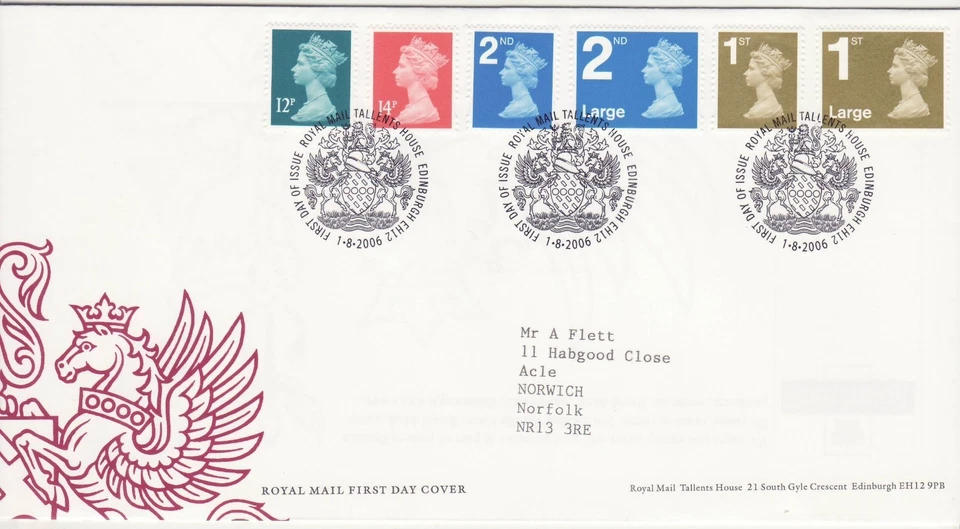 12P
14P
2ND
2ND
Large
1ST
1ST
Large
FIRST DAY OF ISSUE ROYAL MAIL TALLENTS HOUSE EDINBURGH EH12
1·8·2006
FIRST DAY OF ISSUE ROYAL MAIL TALLENTS HOUSE EDINBURGH EH12
1·8·2006
FIRST DAY OF ISSUE ROYAL MAIL TALLENTS HOUSE EDINBURGH EH12
1·8·2006
Mr A Flett
11 Habgood Close
Acle
NORWICH
Norfolk
NR13 3RE
ROYAL MAIL FIRST DAY COVER
Royal Mail Tallents House 21 South Gyle Crescent Edinburgh EH12 9PB